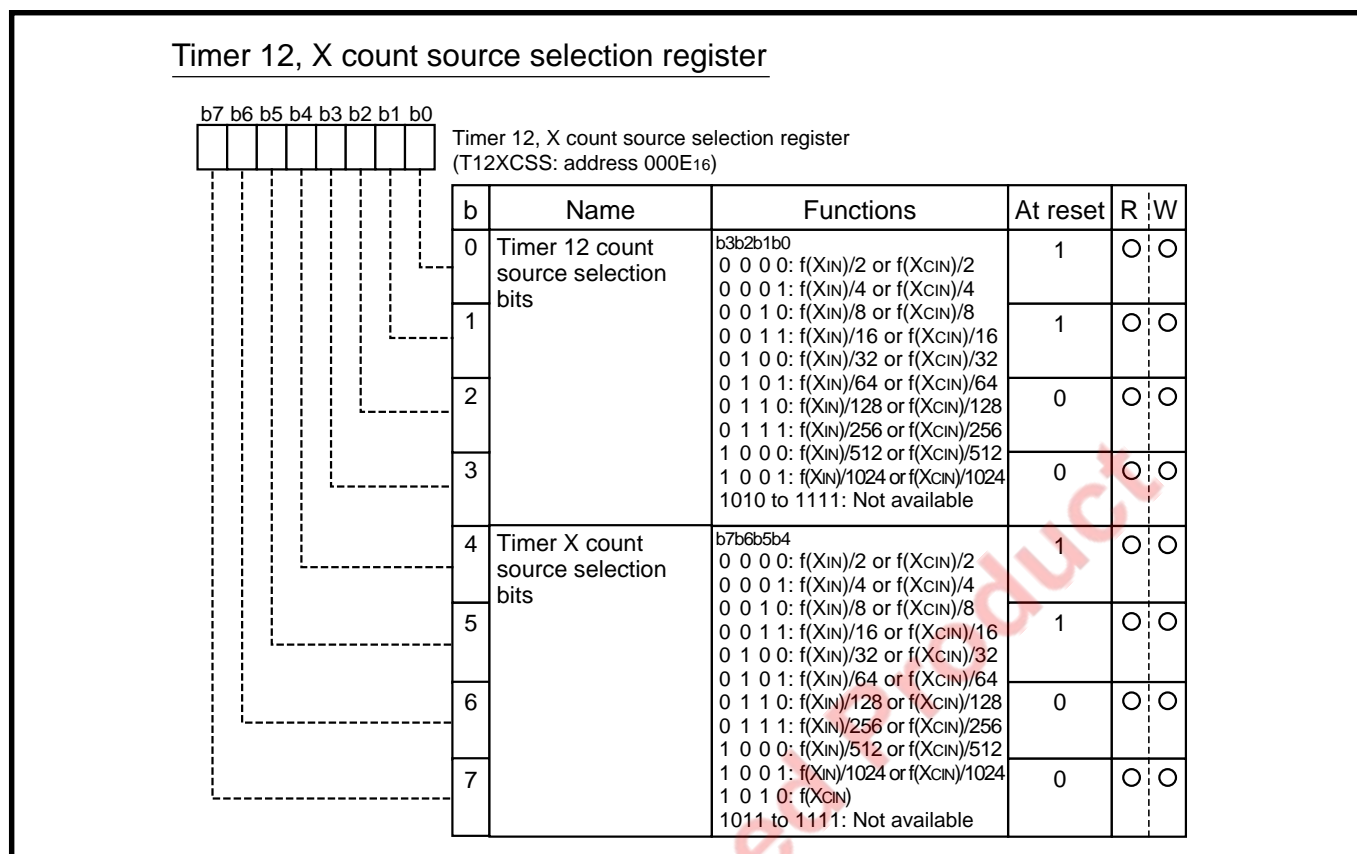 Timer 12, X count source selection register
b7 b6 b5 b4 b3 b2 b1 b0
Timer 12, X count source selection register
(T12XCSS: address 000E16)
b Name Functions At reset R W
0 Timer 12 count source selection bits b3b2b1b0 1 O O
0 0 0 0: f(XIN)/2 or f(XCIN)/2
0 0 0 1: f(XIN)/4 or f(XCIN)/4
0 0 1 0: f(XIN)/8 or f(XCIN)/8
1 1 O O
0 0 1 1: f(XIN)/16 or f(XCIN)/16
0 1 0 0: f(XIN)/32 or f(XCIN)/32
0 1 0 1: f(XIN)/64 or f(XCIN)/64
2 0 O O
0 1 1 0: f(XIN)/128 or f(XCIN)/128
0 1 1 1: f(XIN)/256 or f(XCIN)/256
1 0 0 0: f(XIN)/512 or f(XCIN)/512
3 0 O O
1 0 0 1: f(XIN)/1024 or f(XCIN)/1024
1010 to 1111: Not available
4 Timer X count source selection bits b7b6b5b4 1 O O
0 0 0 0: f(XIN)/2 or f(XCIN)/2
0 0 0 1: f(XIN)/4 or f(XCIN)/4
0 0 1 0: f(XIN)/8 or f(XCIN)/8
5 1 O O
0 0 1 1: f(XIN)/16 or f(XCIN)/16
0 1 0 0: f(XIN)/32 or f(XCIN)/32
0 1 0 1: f(XIN)/64 or f(XCIN)/64
6 0 O O
0 1 1 0: f(XIN)/128 or f(XCIN)/128
0 1 1 1: f(XIN)/256 or f(XCIN)/256
1 0 0 0: f(XIN)/512 or f(XCIN)/512
7 0 O O
1 0 0 1: f(XIN)/1024 or f(XCIN)/1024
1 0 1 0: f(XCIN)
1011 to 1111: Not available
ed Product